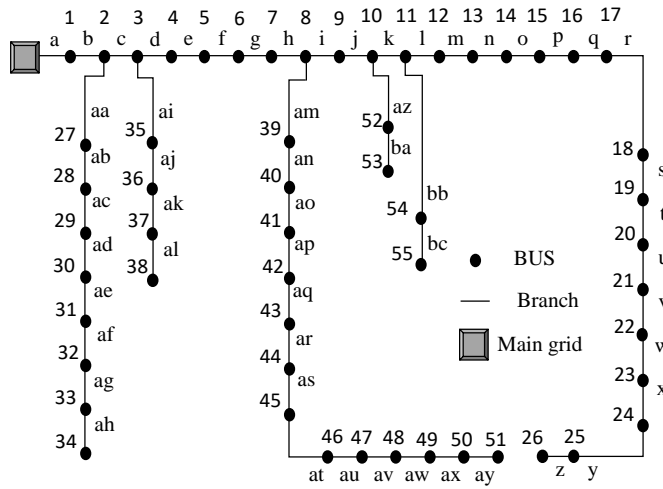 1 2 3 4 5 6 7 8 9 10 11 12 13 14 15 16 17
a b c d e f g h i j k l m n o p q r
aa ai am az
27 35 39 52 18
ab aj an ba s
28 36 40 53 19
ac ak ao bb t
29 37 41 54 20
ad al ap bc u
30 38 42 55 BUS 21
ae aq Branch v
31 43 22
af ar Main grid w
32 44 23
ag as x
33 45 24
ah
34 46 47 48 49 50 51 26 25
at au av aw ax ay z y